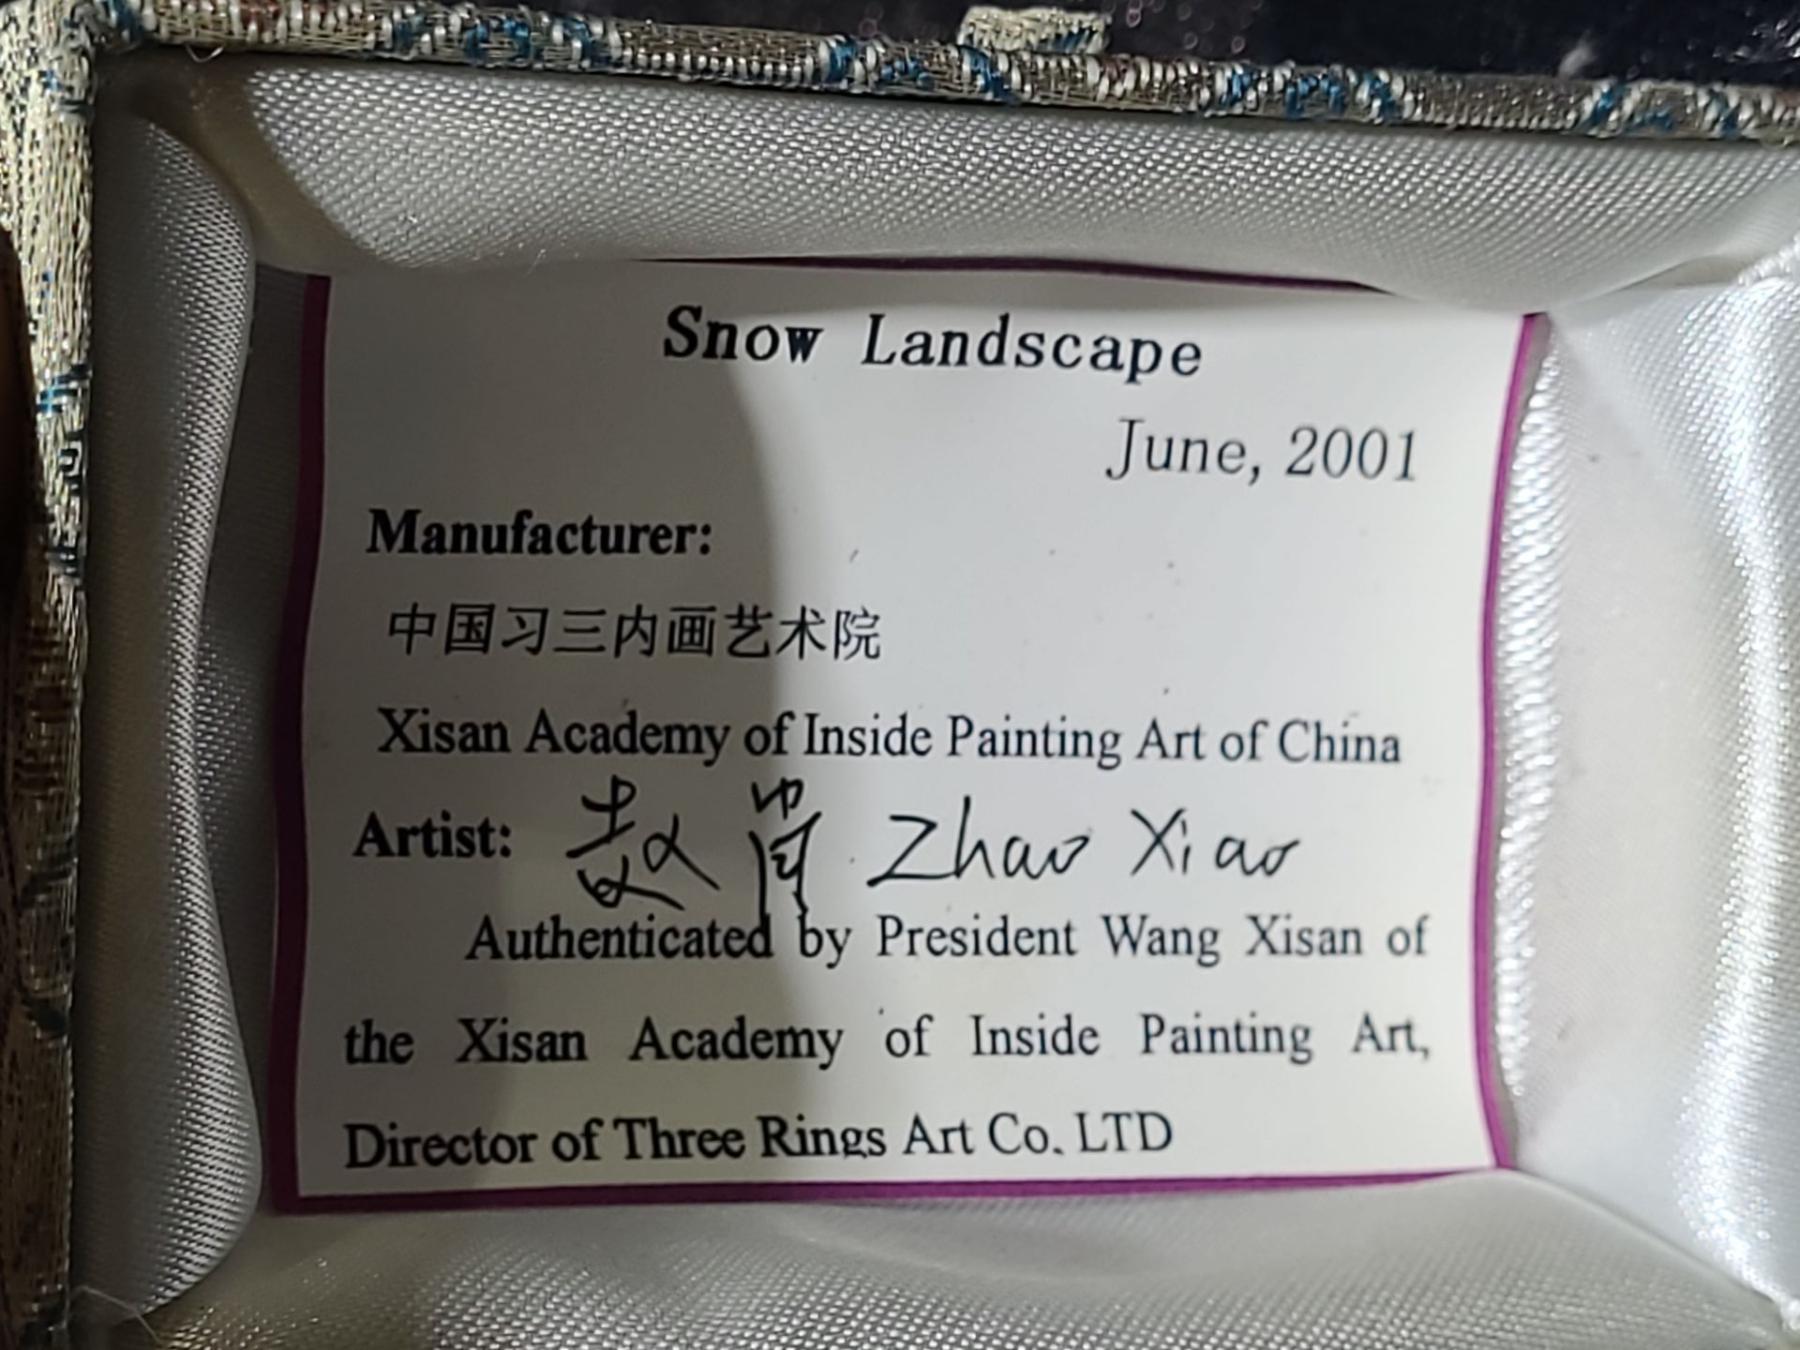 Snow Landscape
June, 2001
Manufacturer:
中国习三内画艺术院
Xisan Academy of Inside Painting Art of China
Artist: Zhao Xiao
Authenticated by President Wang Xisan of
the Xisan Academy of Inside Painting Art,
Director of Three Rings Art Co. LTD